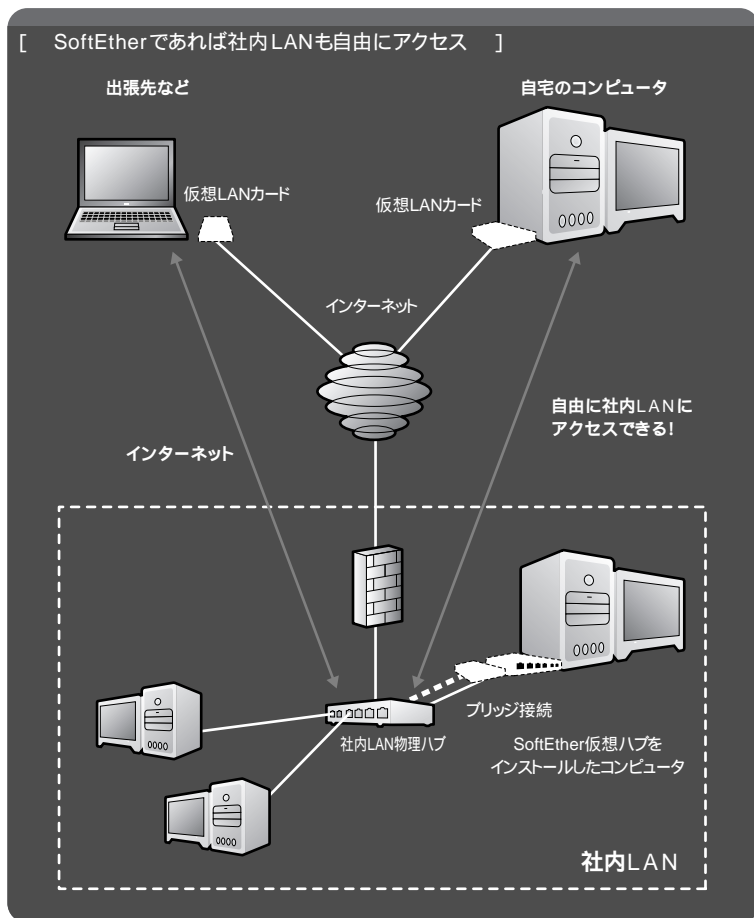 [ SoftEtherであれば社内LANも自由にアクセス ]
出張先など
自宅のコンピュータ
仮想LANカード
仮想LANカード
インターネット
自由に社内LANに
アクセスできる!
インターネット
ブリッジ接続
社内LAN物理ハブ
SoftEther仮想ハブを
インストールしたコンピュータ
社内LAN